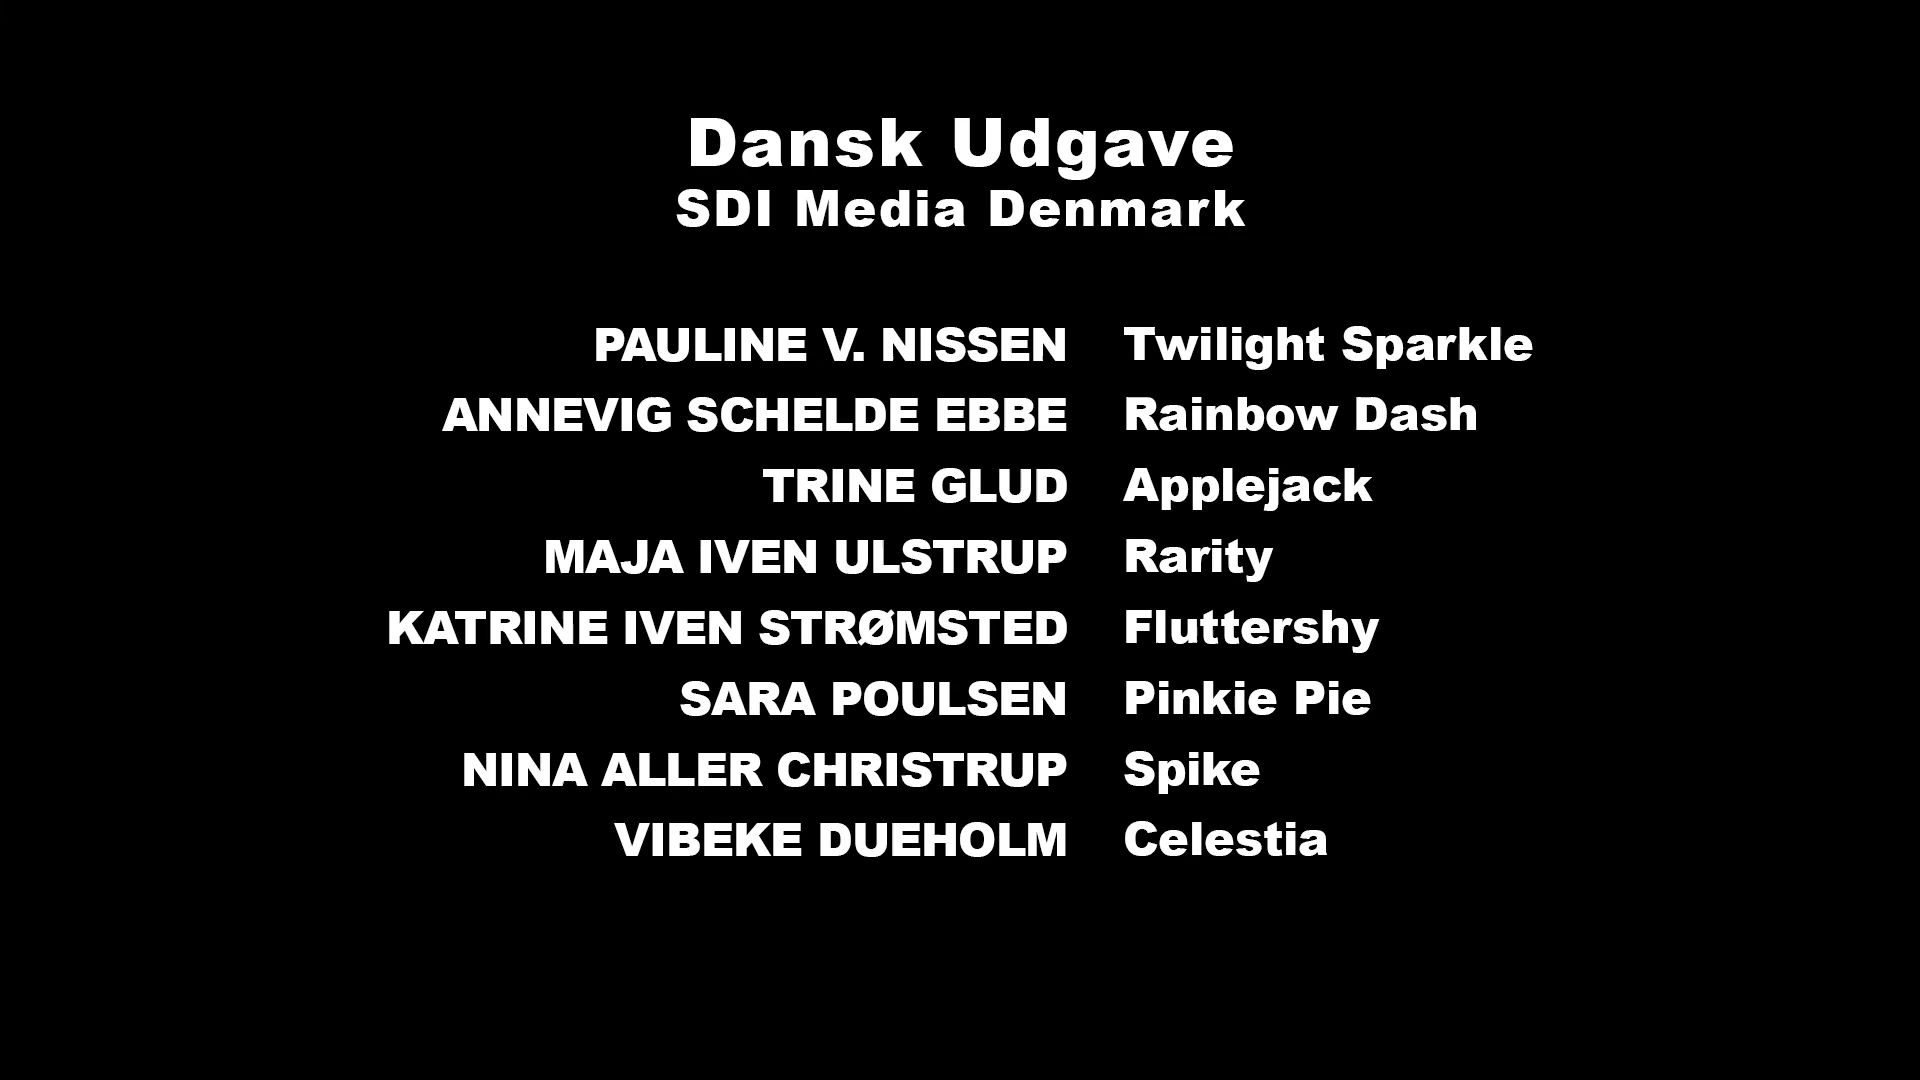 Dansk Udgave
SDI Media Denmark
PAULINE V. NISSEN Twilight Sparkle
ANNEVIG SCHELDE EBBE Rainbow Dash
TRINE GLUD Applejack
MAJA IVEN ULSTRUP Rarity
KATRINE IVEN STRØMSTED Fluttershy
SARA POULSEN Pinkie Pie
NINA ALLER CHRISTRUP Spike
VIBEKE DUEHOLM Celestia